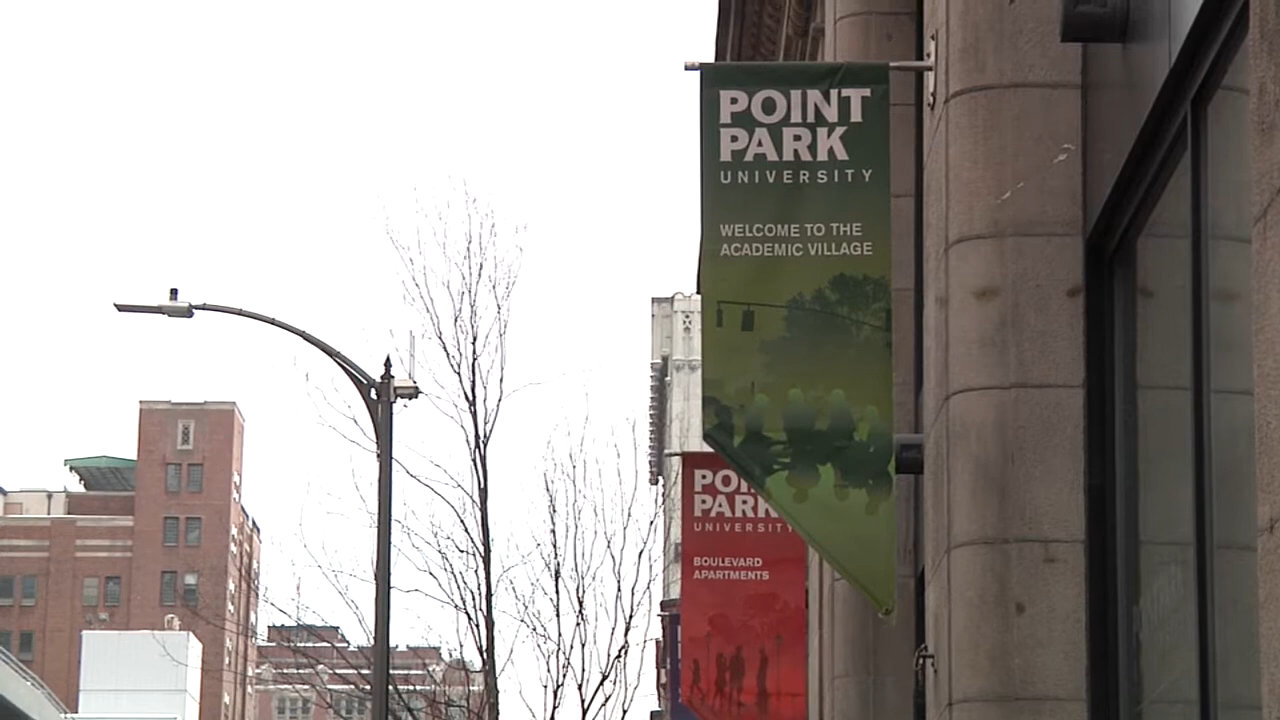 POINT
PARK
UNIVERSITY
WELCOME TO THE
ACADEMIC VILLAGE
PARK
UNIVERSITY
BOULEVARD
APARTMENTS